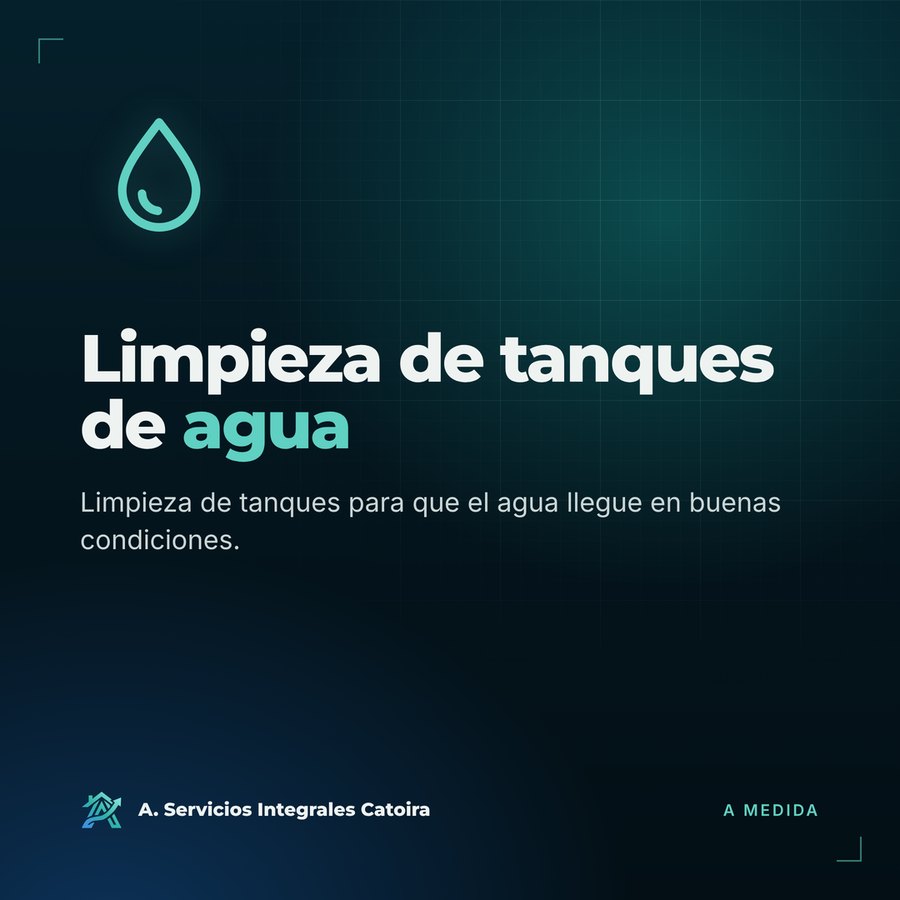 Limpieza de tanques
de agua
Limpieza de tanques para que el agua llegue en buenas
condiciones.
A. Servicios Integrales Catoira
A MEDIDA